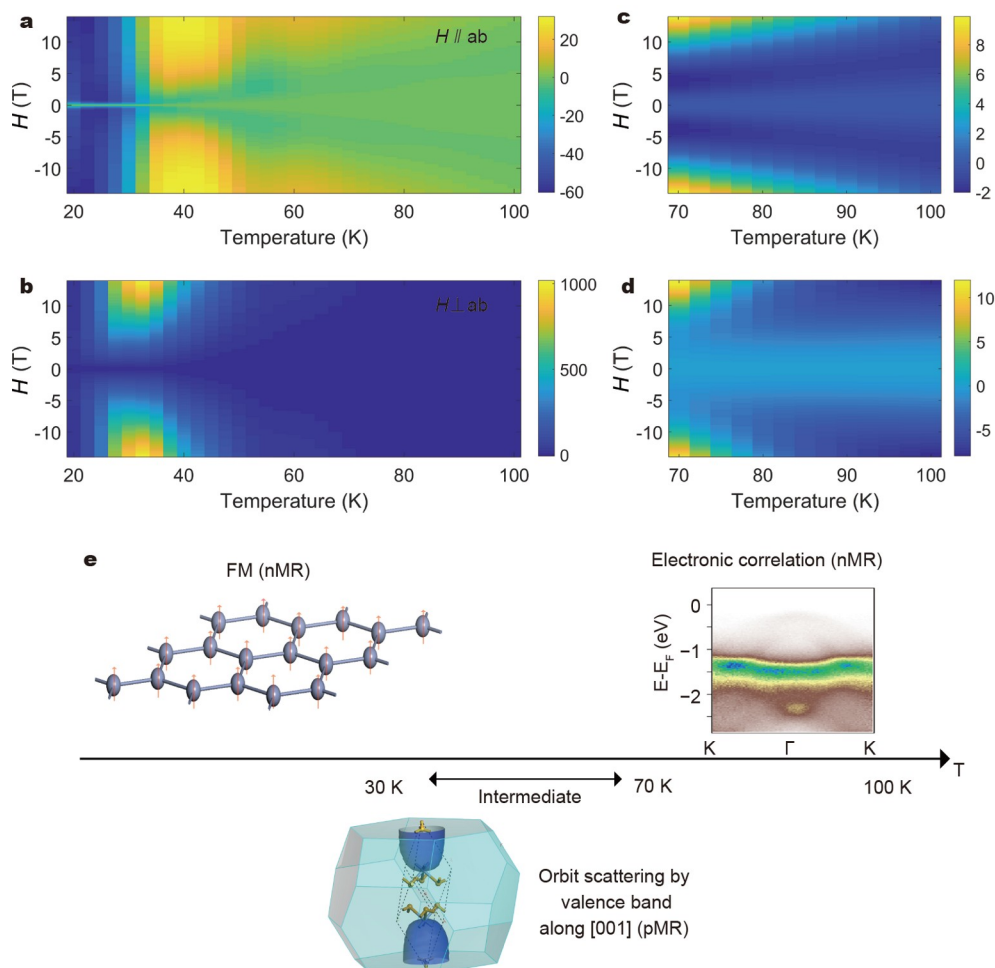 a
H ∥ ab
H (T)
10
5
0
-5
-10
20
40
60
80
100
Temperature (K)
20
0
-20
-40
-60
c
H (T)
10
5
0
-5
-10
70
80
90
100
Temperature (K)
8
6
4
2
0
-2
b
H ⊥ ab
H (T)
10
5
0
-5
-10
20
40
60
80
100
Temperature (K)
1000
500
0
d
H (T)
10
5
0
-5
-10
70
80
90
100
Temperature (K)
10
5
0
-5
e
FM (nMR)
Electronic correlation (nMR)
E-E_F (eV)
0
−1
−2
K Γ K
T
30 K
Intermediate
70 K
100 K
Orbit scattering by
valence band
along [001] (pMR)